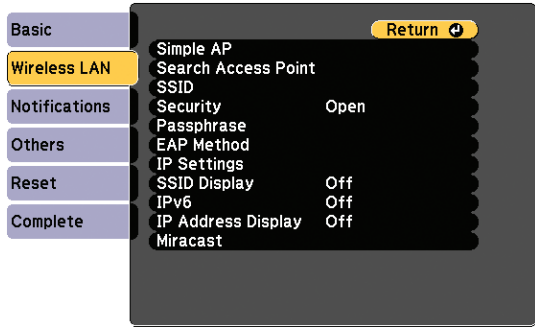 Basic
Wireless LAN
Notifications
Others
Reset
Complete
Return
Simple AP
Search Access Point
SSID
Security Open
Passphrase
EAP Method
IP Settings
SSID Display Off
IPv6 Off
IP Address Display Off
Miracast